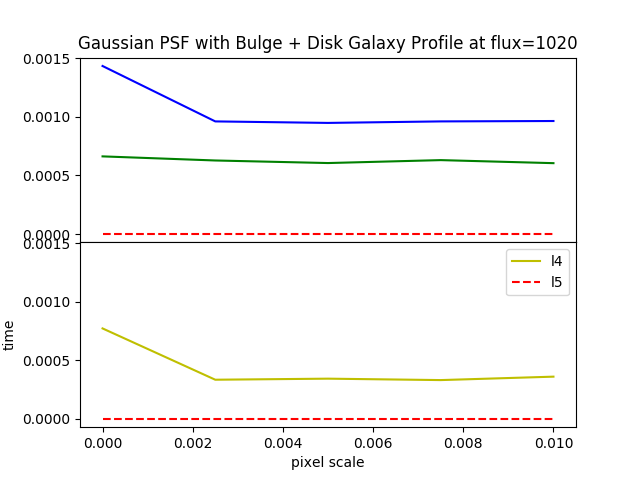 Gaussian PSF with Bulge + Disk Galaxy Profile at flux=1020
0.0015
0.0010
0.0005
0.0000
0.0015
0.0010
0.0005
0.0000
time
l4
l5
0.000 0.002 0.004 0.006 0.008 0.010
pixel scale